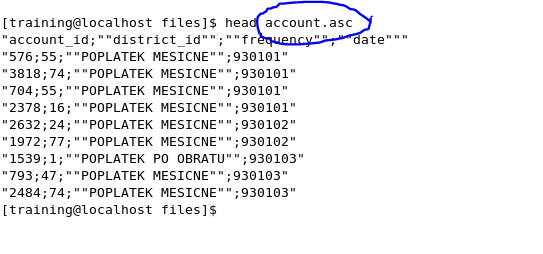 [training@localhost files]$ head account.asc
"account_id;""district_id"";""frequency"";""date"""
"576;55;""POPLATEK MESICNE"";930101"
"3818;74;""POPLATEK MESICNE"";930101"
"704;55;""POPLATEK MESICNE"";930101"
"2378;16;""POPLATEK MESICNE"";930101"
"2632;24;""POPLATEK MESICNE"";930102"
"1972;77;""POPLATEK MESICNE"";930102"
"1539;1;""POPLATEK PO OBRATU"";930103"
"793;47;""POPLATEK MESICNE"";930103"
"2484;74;""POPLATEK MESICNE"";930103"
[training@localhost files]$